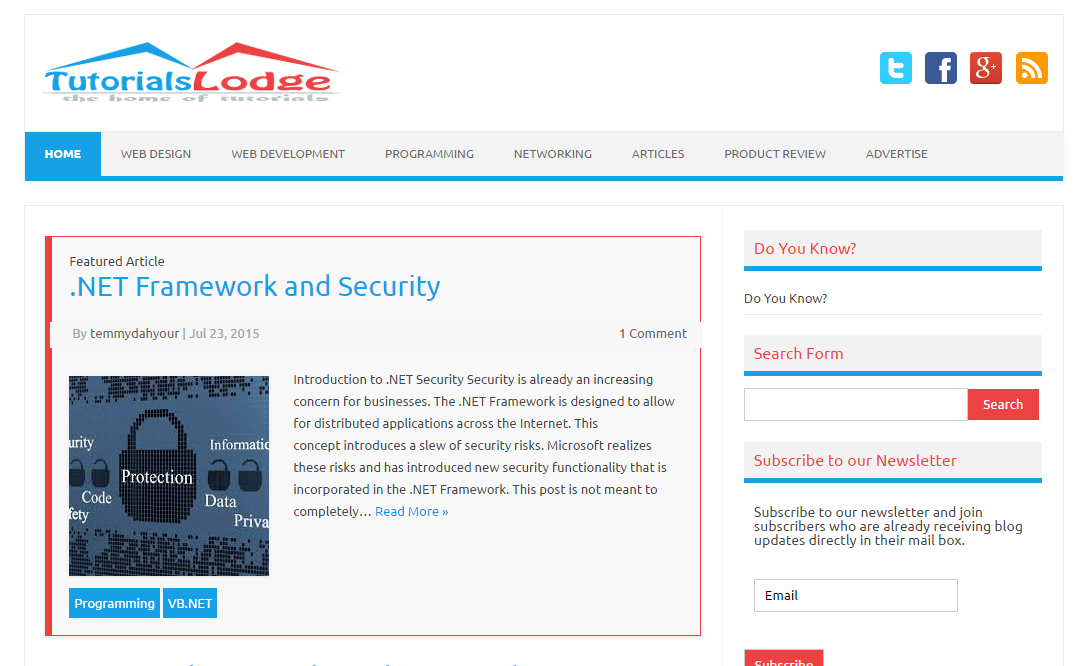 TutorialsLodge
the home of tutorials
HOME WEB DESIGN WEB DEVELOPMENT PROGRAMMING NETWORKING ARTICLES PRODUCT REVIEW ADVERTISE
Featured Article
.NET Framework and Security
By temmydahyour | Jul 23, 2015 1 Comment
urity
Informatic
Protection
Code
Data
fety
Priva
Introduction to .NET Security Security is already an increasing
concern for businesses. The .NET Framework is designed to allow
for distributed applications across the Internet. This
concept introduces a slew of security risks. Microsoft realizes
these risks and has introduced new security functionality that is
incorporated in the .NET Framework. This post is not meant to
completely… Read More »
Programming VB.NET
Do You Know?
Do You Know?
Search Form
Search
Subscribe to our Newsletter
Subscribe to our newsletter and join
subscribers who are already receiving blog
updates directly in their mail box.
Email
Subscribe